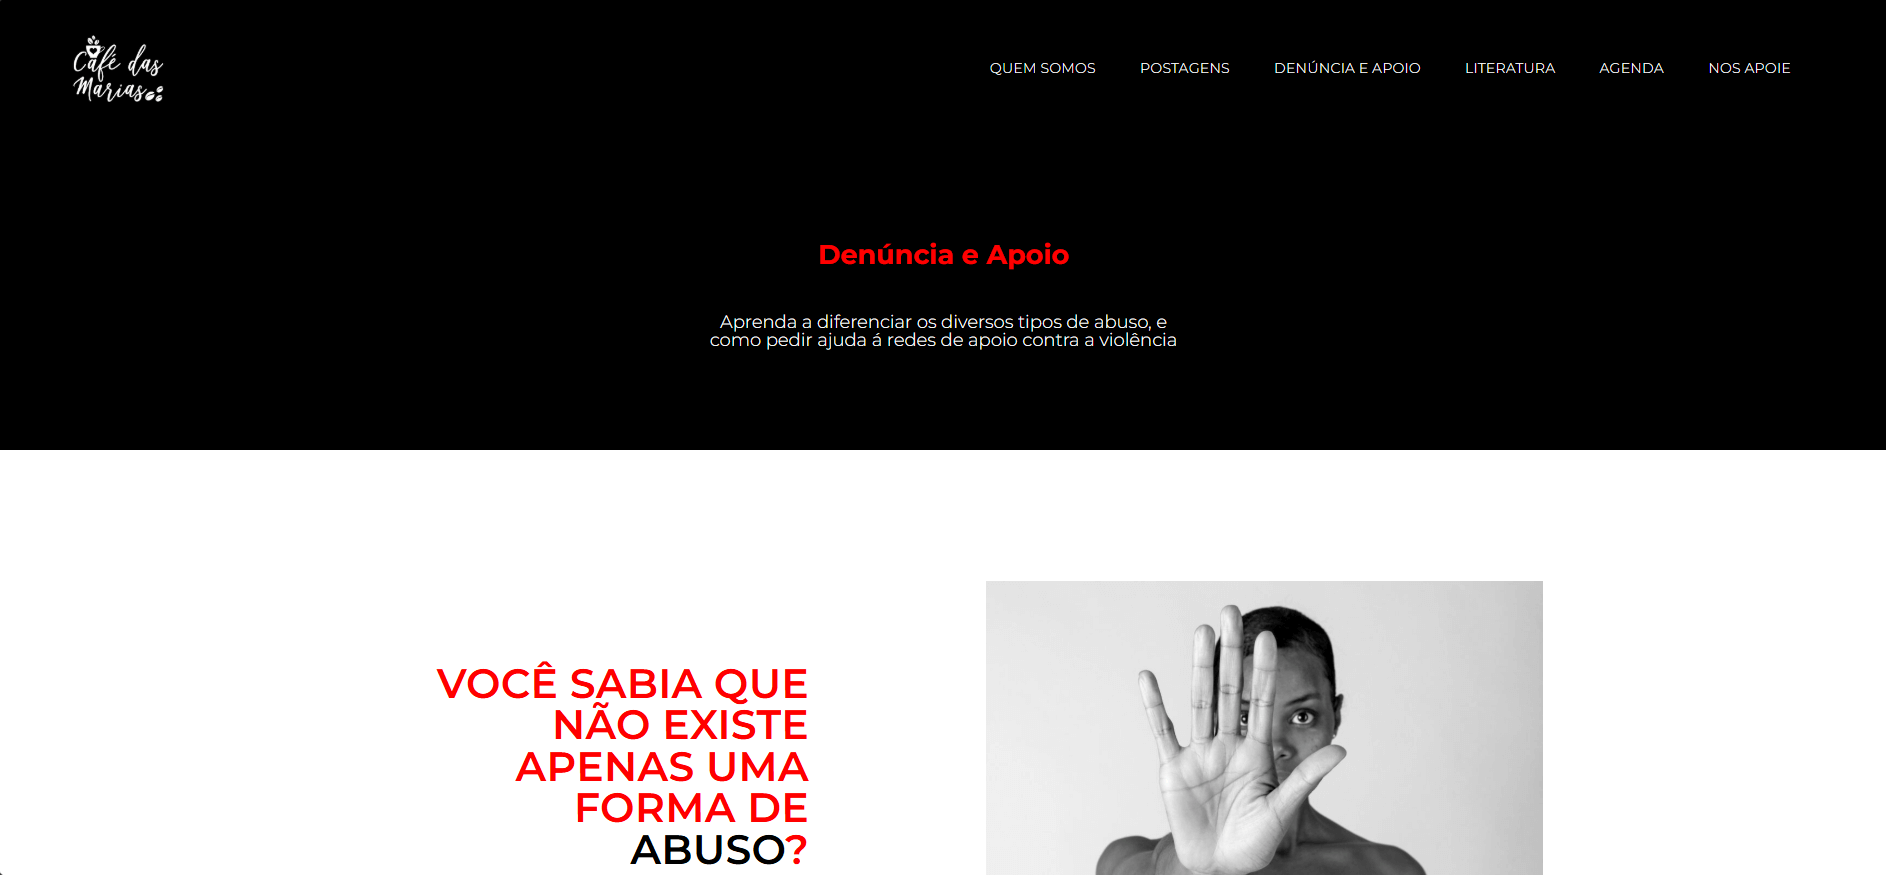 Café das
Marias
QUEM SOMOS
POSTAGENS
DENÚNCIA E APOIO
LITERATURA
AGENDA
NOS APOIE
Denúncia e Apoio
Aprenda a diferenciar os diversos tipos de abuso, e
como pedir ajuda á redes de apoio contra a violência
VOCÊ SABIA QUE
NÃO EXISTE
APENAS UMA
FORMA DE
ABUSO?